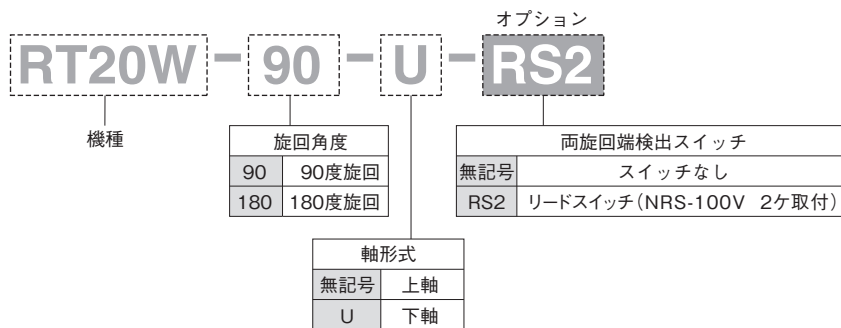 オプション
RT20W-90-U-RS2
機種
旋回角度
90 90度旋回
180 180度旋回
両旋回端検出スイッチ
無記号 スイッチなし
RS2 リードスイッチ(NRS-100V 2ケ取付)
軸形式
無記号 上軸
U 下軸